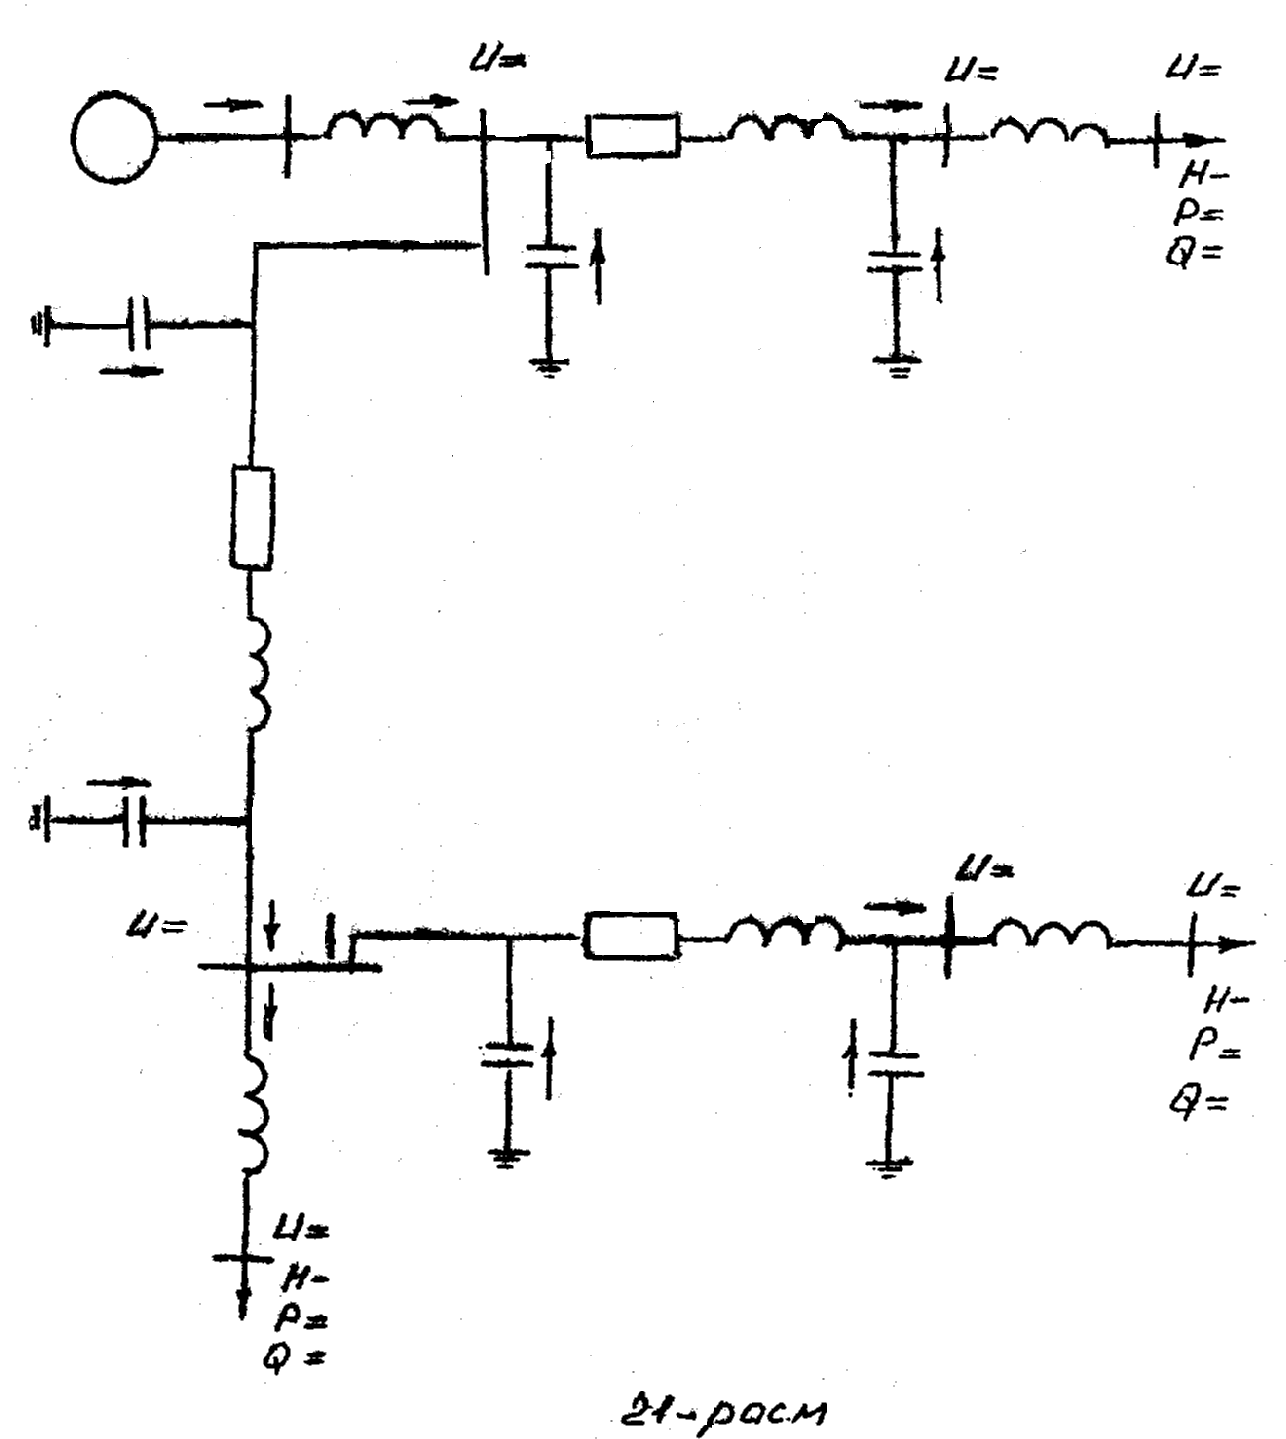 U=
U=
U=
Н-
P=
Q=
U=
U=
U=
Н-
P=
Q=
U=
Н-
P=
Q=
21-расм